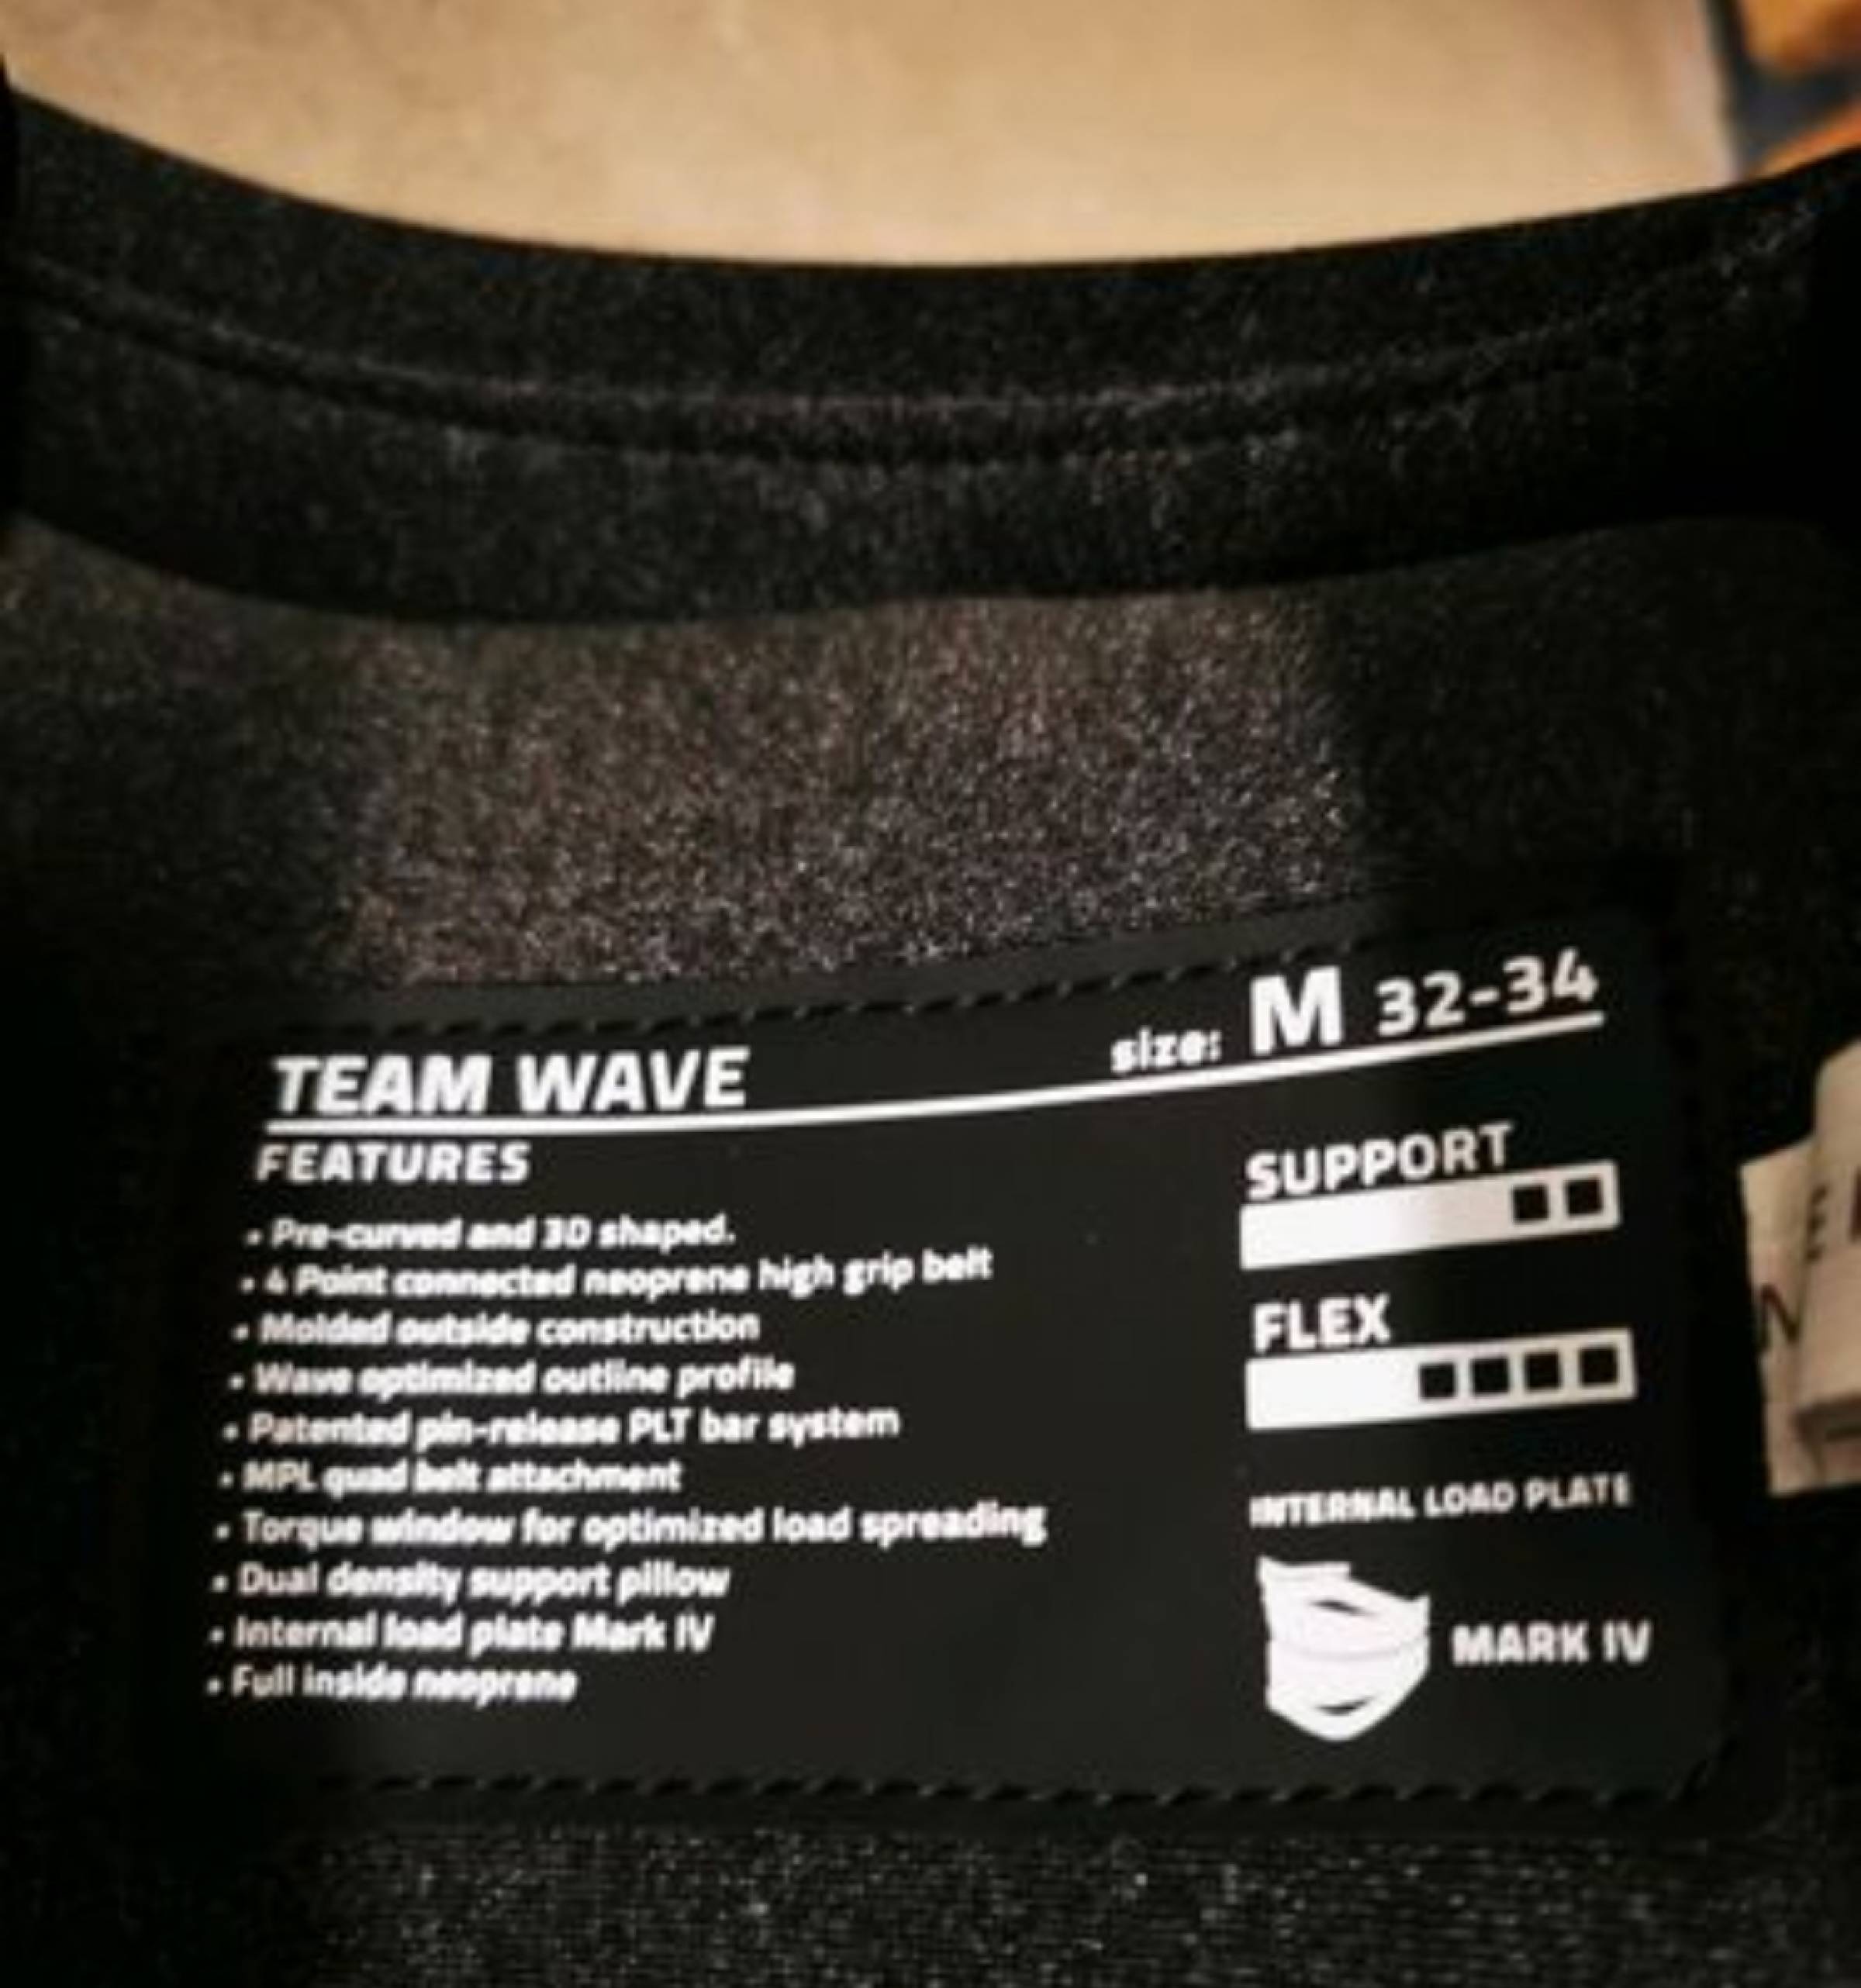 TEAM WAVE size: M 32-34
FEATURES
• Pre-curved and 3D shaped.
• 4 Point connected neoprene high grip belt
• Molded outside construction
• Wave optimized outline profile
• Patented pin-release PLT bar system
• MPL quad belt attachment
• Torque window for optimized load spreading
• Dual density support pillow
• Internal load plate Mark IV
• Full inside neoprene
SUPPORT
FLEX
INTERNAL LOAD PLATE
MARK IV